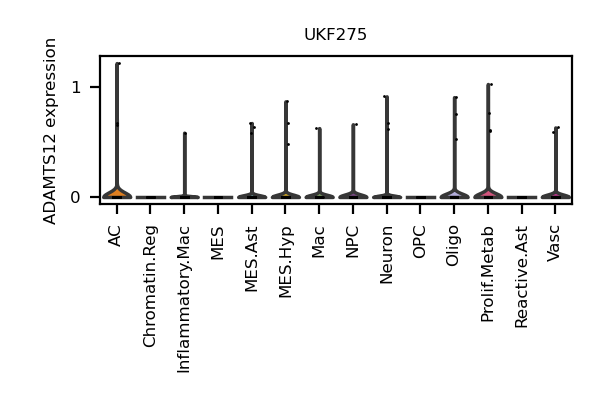 UKF275
ADAMTS12 expression
1
0
AC
Chromatin.Reg
Inflammatory.Mac
MES
MES.Ast
MES.Hyp
Mac
NPC
Neuron
OPC
Oligo
Prolif.Metab
Reactive.Ast
Vasc